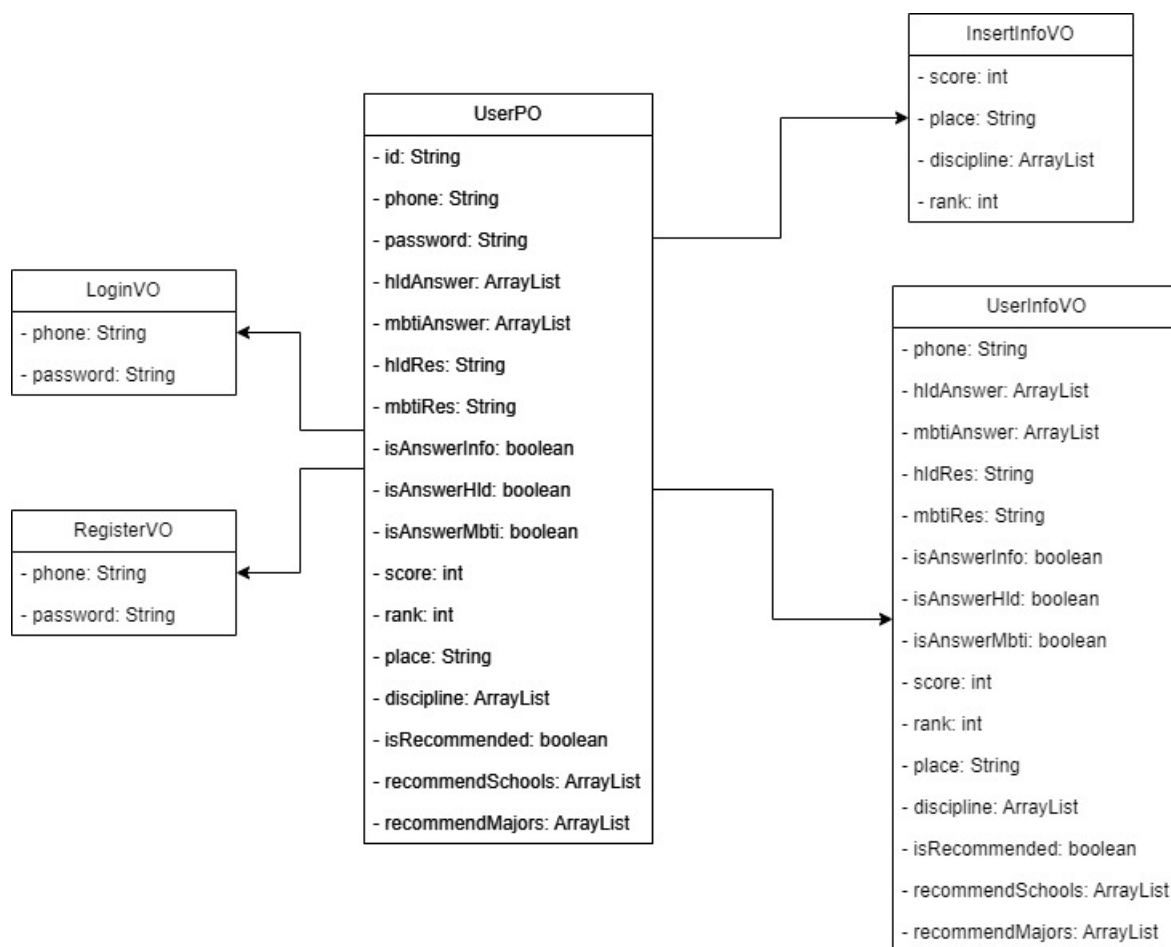 InsertInfoVO
- score: int
- place: String
- discipline: ArrayList
- rank: int
UserPO
- id: String
- phone: String
- password: String
- hldAnswer: ArrayList
- mbtiAnswer: ArrayList
- hldRes: String
- mbtiRes: String
- isAnswerInfo: boolean
- isAnswerHld: boolean
- isAnswerMbti: boolean
- score: int
- rank: int
- place: String
- discipline: ArrayList
- isRecommended: boolean
- recommendSchools: ArrayList
- recommendMajors: ArrayList
LoginVO
- phone: String
- password: String
RegisterVO
- phone: String
- password: String
UserInfoVO
- phone: String
- hldAnswer: ArrayList
- mbtiAnswer: ArrayList
- hldRes: String
- mbtiRes: String
- isAnswerInfo: boolean
- isAnswerHld: boolean
- isAnswerMbti: boolean
- score: int
- rank: int
- place: String
- discipline: ArrayList
- isRecommended: boolean
- recommendSchools: ArrayList
- recommendMajors: ArrayList